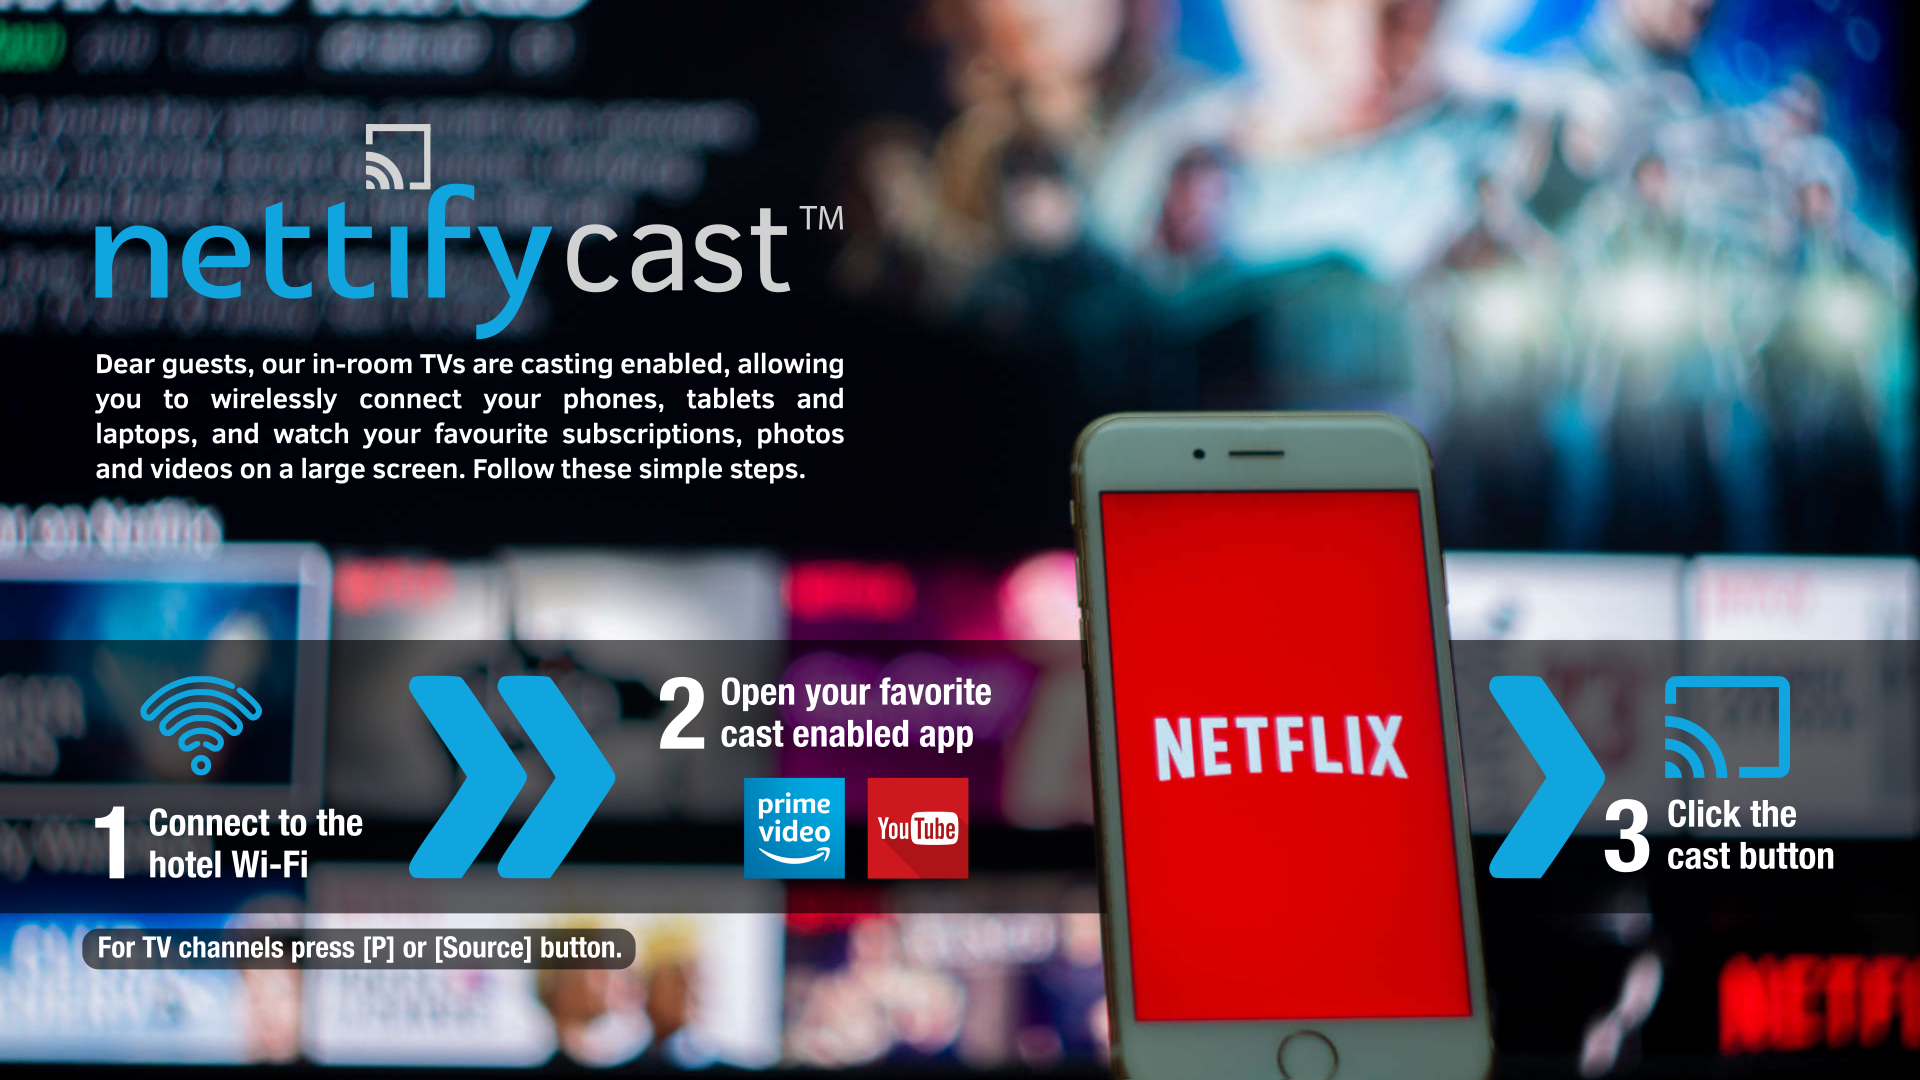 nettifycast™
Dear guests, our in-room TVs are casting enabled, allowing
you to wirelessly connect your phones, tablets and
laptops, and watch your favourite subscriptions, photos
and videos on a large screen. Follow these simple steps.
1 Connect to the
hotel Wi-Fi
2 Open your favorite
cast enabled app
prime
video
YouTube
NETFLIX
3 Click the
cast button
For TV channels press [P] or [Source] button.